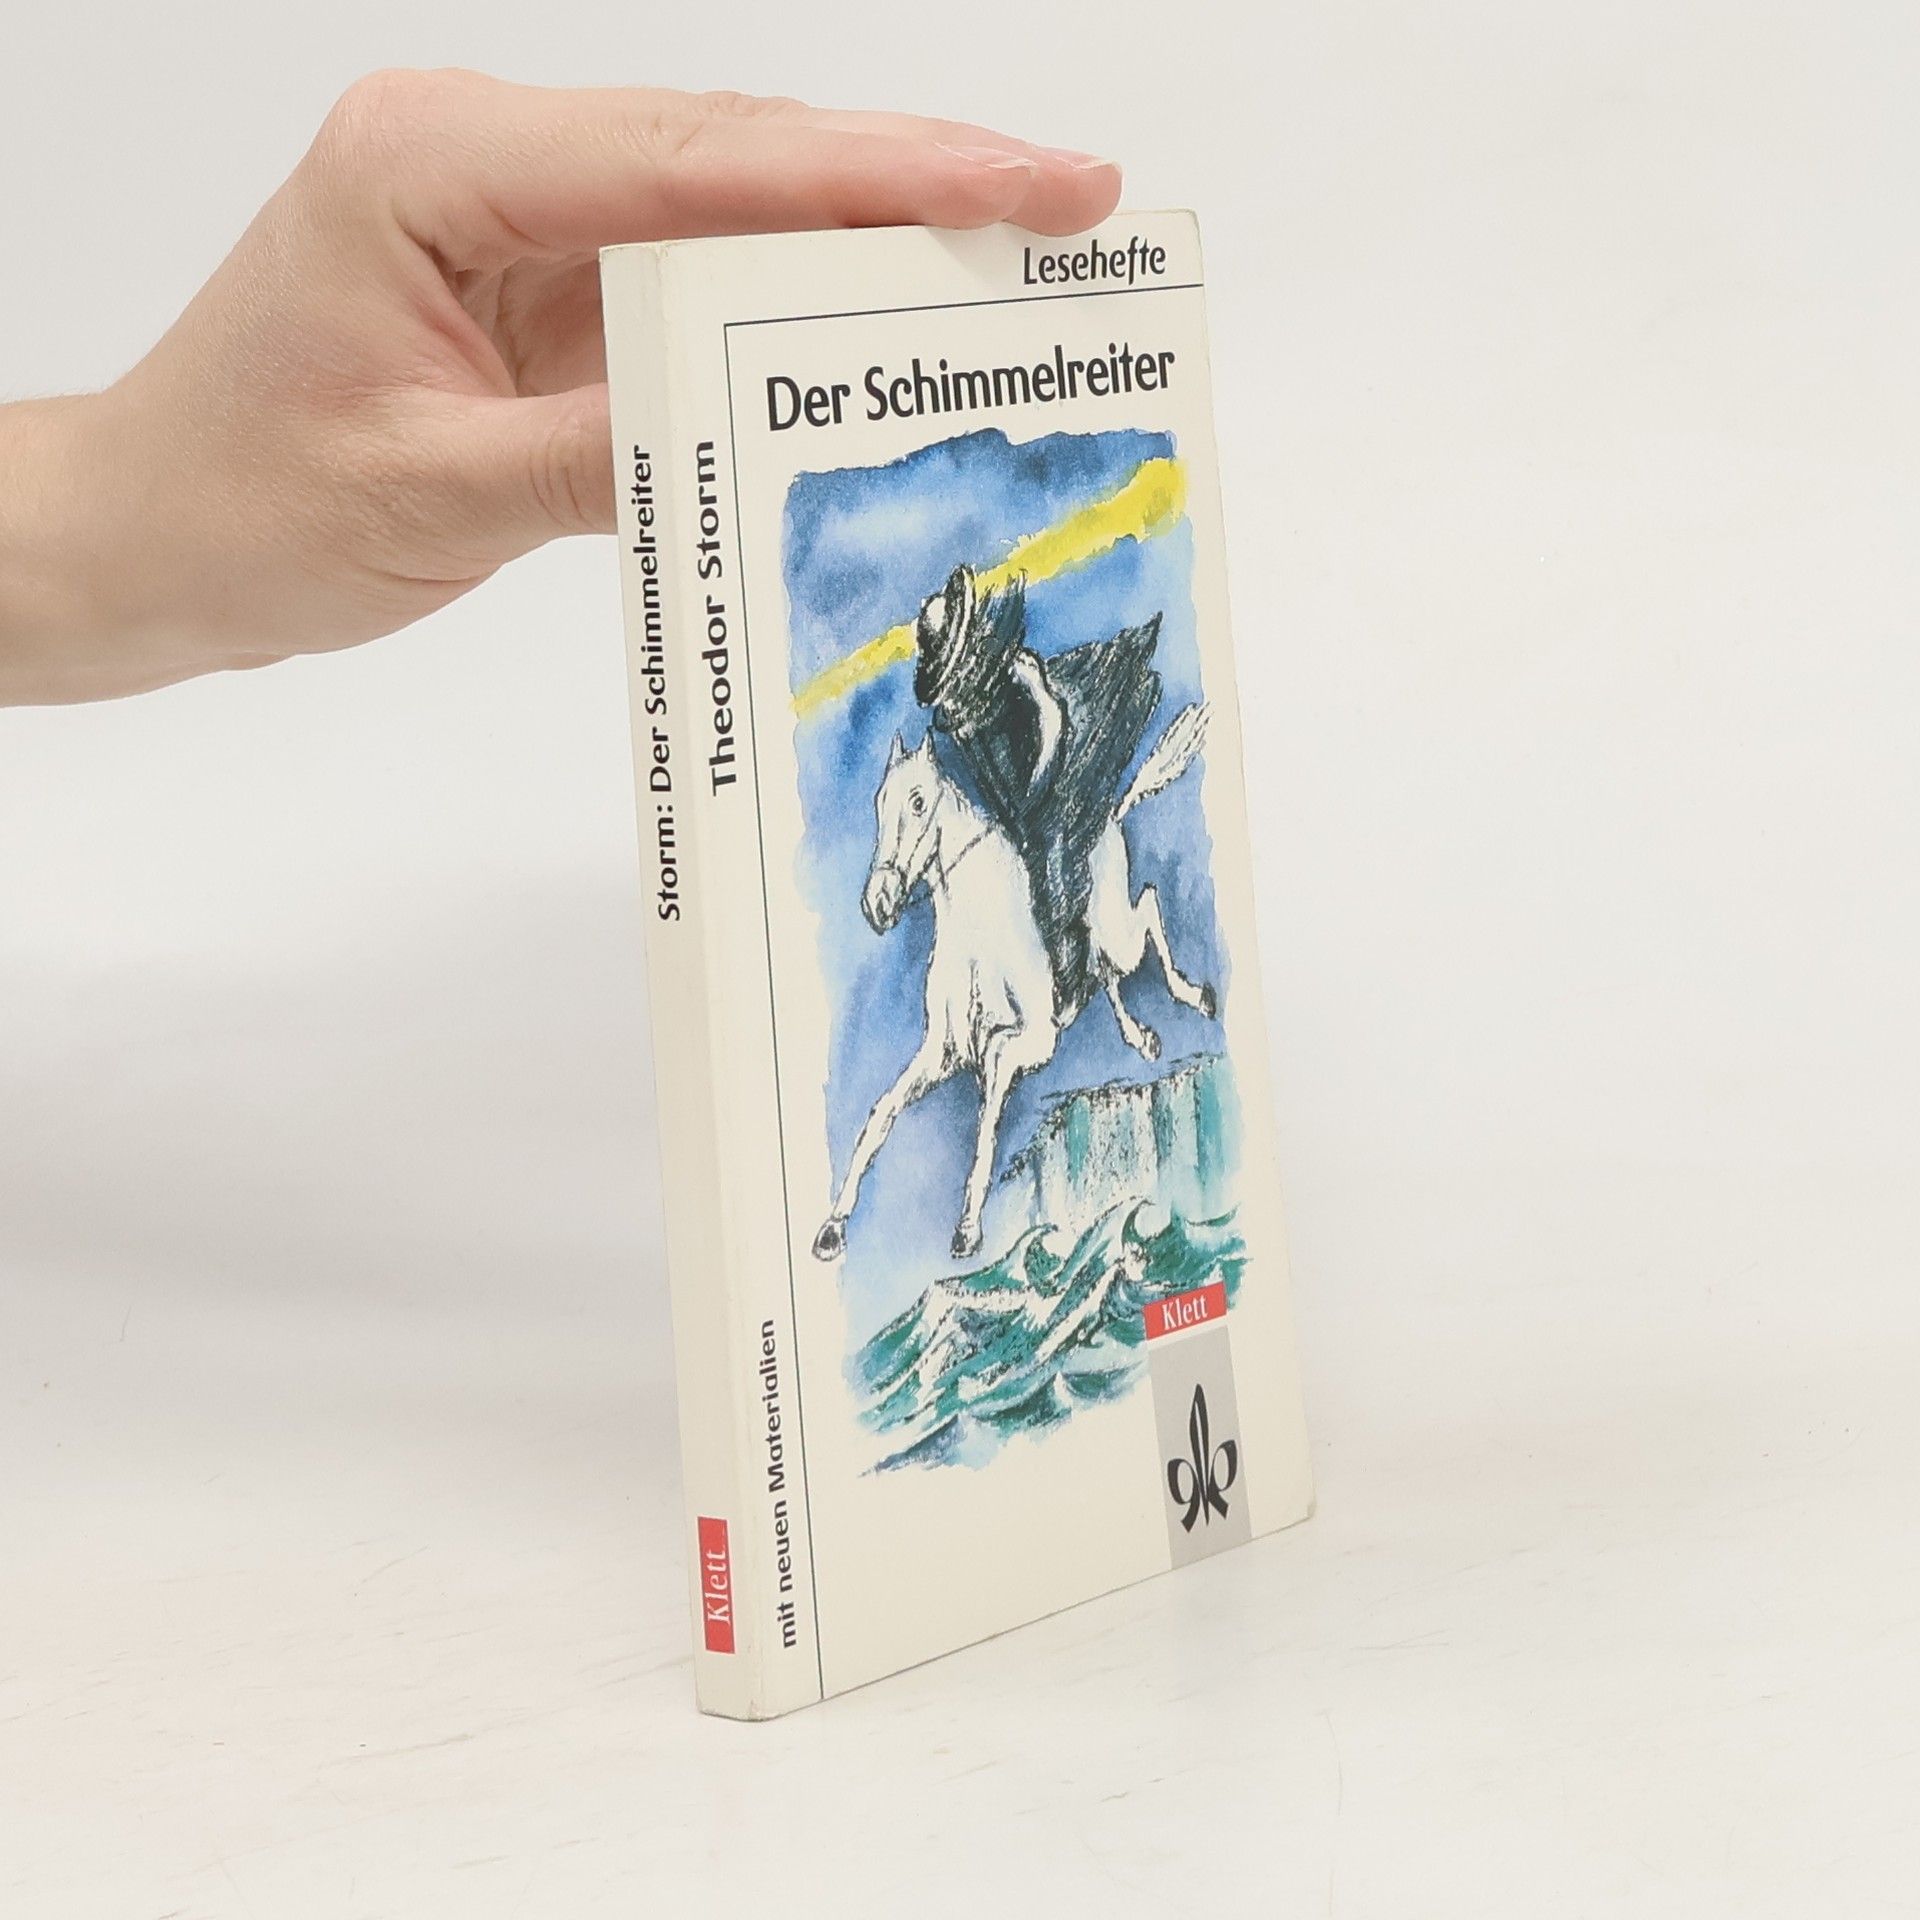 Lesehefte
Der Schimmelreiter
Theodor Storm
mit neuen Materialien
Klett
Storm: Der Schimmelreiter
Klett